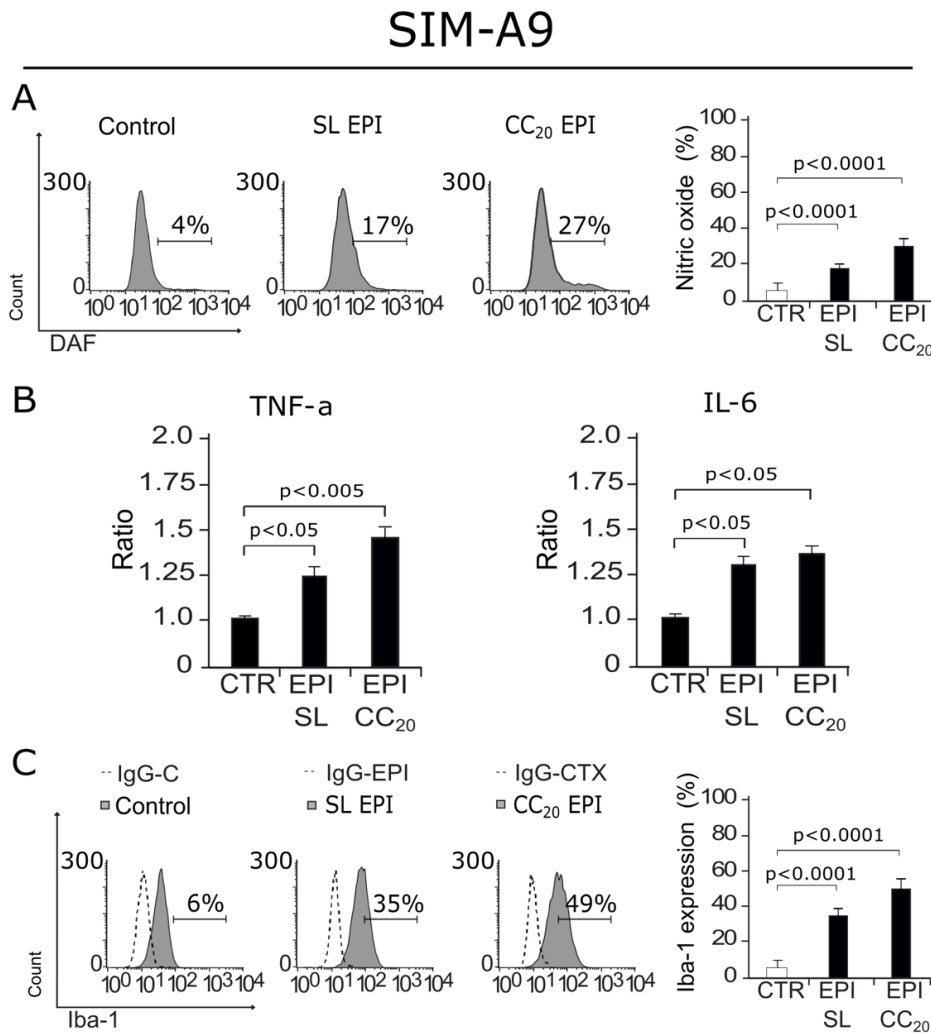 SIM-A9
A
Control
SL EPI
CC₂₀ EPI
300
4%
0
10⁰ 10¹ 10² 10³ 10⁴
300
17%
0
10⁰ 10¹ 10² 10³ 10⁴
300
27%
0
10⁰ 10¹ 10² 10³ 10⁴
Count
DAF
Nitric oxide (%)
100
80
60
40
20
0
p<0.0001
p<0.0001
CTR EPI EPI
SL CC₂₀
B
TNF-a
Ratio
2.0
1.75
1.5
1.25
1.0
0
p<0.005
p<0.05
CTR EPI EPI
SL CC₂₀
IL-6
Ratio
2.0
1.75
1.5
1.25
1.0
0
p<0.05
p<0.05
CTR EPI EPI
SL CC₂₀
C
IgG-C
Control
IgG-EPI
SL EPI
IgG-CTX
CC₂₀ EPI
300
6%
0
10⁰ 10¹ 10² 10³ 10⁴
300
35%
0
10⁰ 10¹ 10² 10³ 10⁴
300
49%
0
10⁰ 10¹ 10² 10³ 10⁴
Count
Iba-1
Iba-1 expression (%)
100
80
60
40
20
0
p<0.0001
p<0.0001
CTR EPI EPI
SL CC₂₀